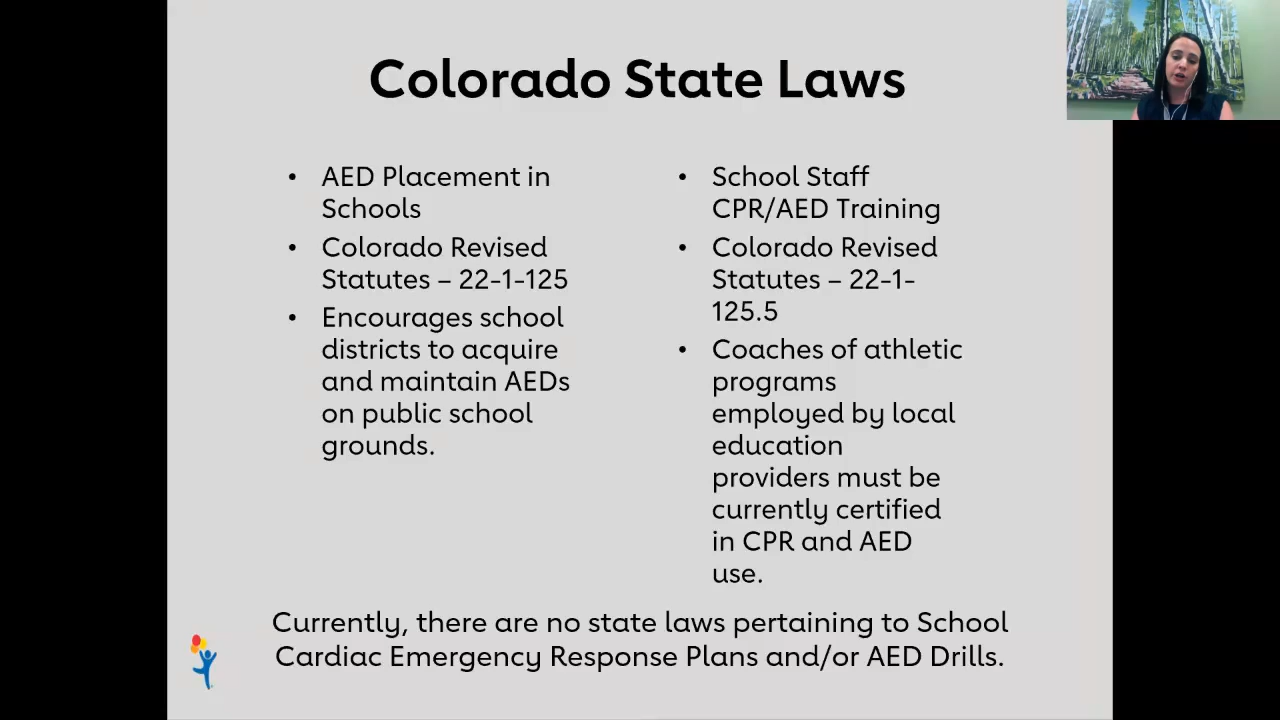 Colorado State Laws
• AED Placement in
Schools
• Colorado Revised
Statutes – 22-1-125
• Encourages school
districts to acquire
and maintain AEDs
on public school
grounds.
• School Staff
CPR/AED Training
• Colorado Revised
Statutes – 22-1-
125.5
• Coaches of athletic
programs
employed by local
education
providers must be
currently certified
in CPR and AED
use.
Currently, there are no state laws pertaining to School
Cardiac Emergency Response Plans and/or AED Drills.